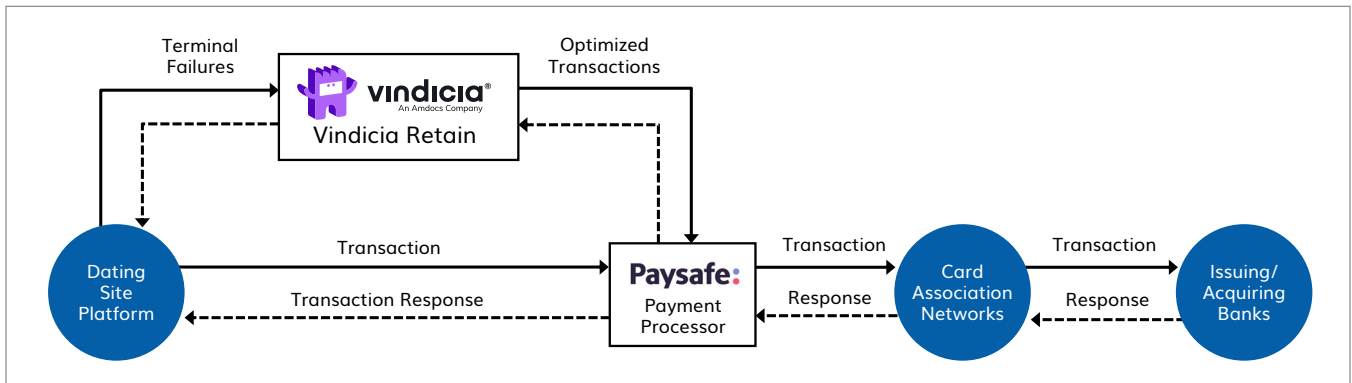 Terminal
Failures
vindicia®
An Amdocs Company
Vindicia Retain
Optimized
Transactions
Dating
Site
Platform
Transaction
Transaction Response
Paysafe:
Payment
Processor
Transaction
Response
Card
Association
Networks
Transaction
Response
Issuing/
Acquiring
Banks